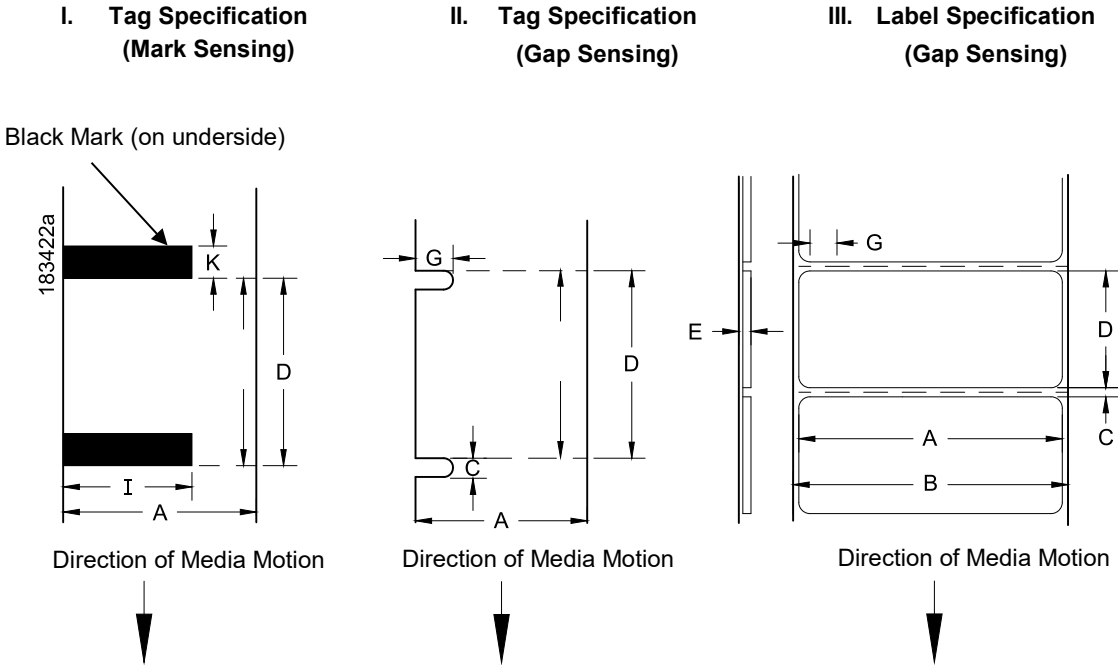 I. Tag Specification
(Mark Sensing)
II. Tag Specification
(Gap Sensing)
III. Label Specification
(Gap Sensing)
Black Mark (on underside)
183422a
K
D
I
A
Direction of Media Motion
G
D
C
A
Direction of Media Motion
G
E
D
C
A
B
Direction of Media Motion